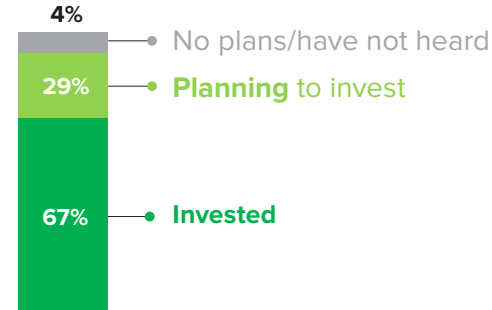 4%
No plans/have not heard
29%
Planning to invest
67%
Invested